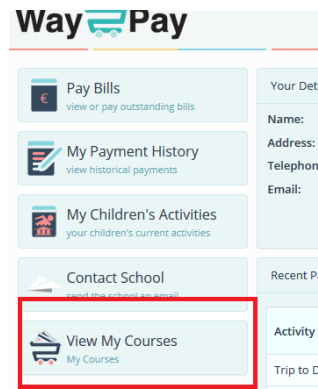 Way Pay
Pay Bills
view or pay outstanding bills
My Payment History
view historical payments
My Children's Activities
your children's current activities
Contact School
send the school an email
View My Courses
My Courses
Your Det
Name:
Address:
Telephon
Email:
Recent Pa
Activity
Trip to D